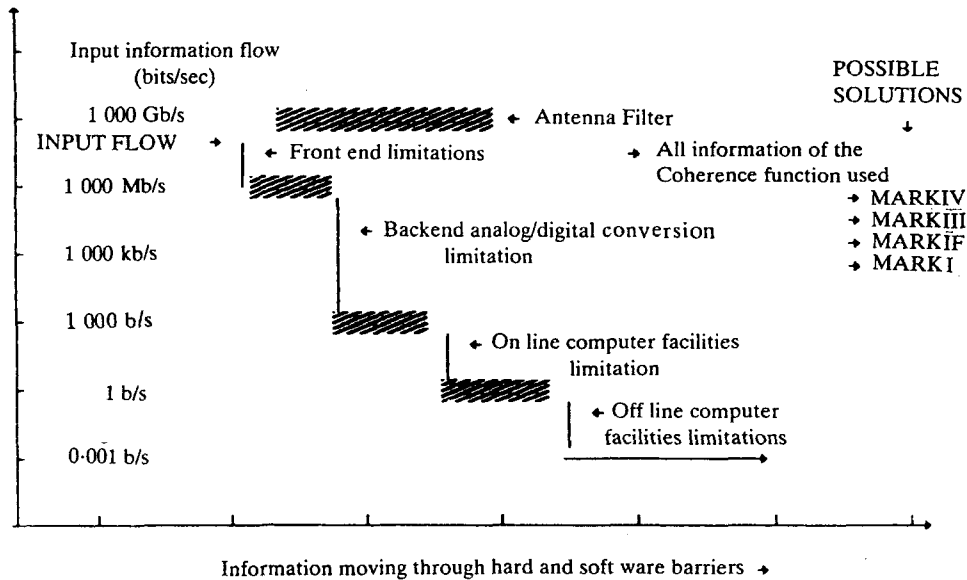 Input information flow
(bits/sec)
POSSIBLE
SOLUTIONS
1 000 Gb/s
← Antenna Filter
INPUT FLOW →
← Front end limitations
→ All information of the
Coherence function used
1 000 Mb/s
→ MARKIV
→ MARKIII
→ MARKIF
→ MARK I
← Backend analog/digital conversion
limitation
1 000 kb/s
1 000 b/s
← On line computer facilities
limitation
1 b/s
← Off line computer
facilities limitations
0·001 b/s
Information moving through hard and soft ware barriers →